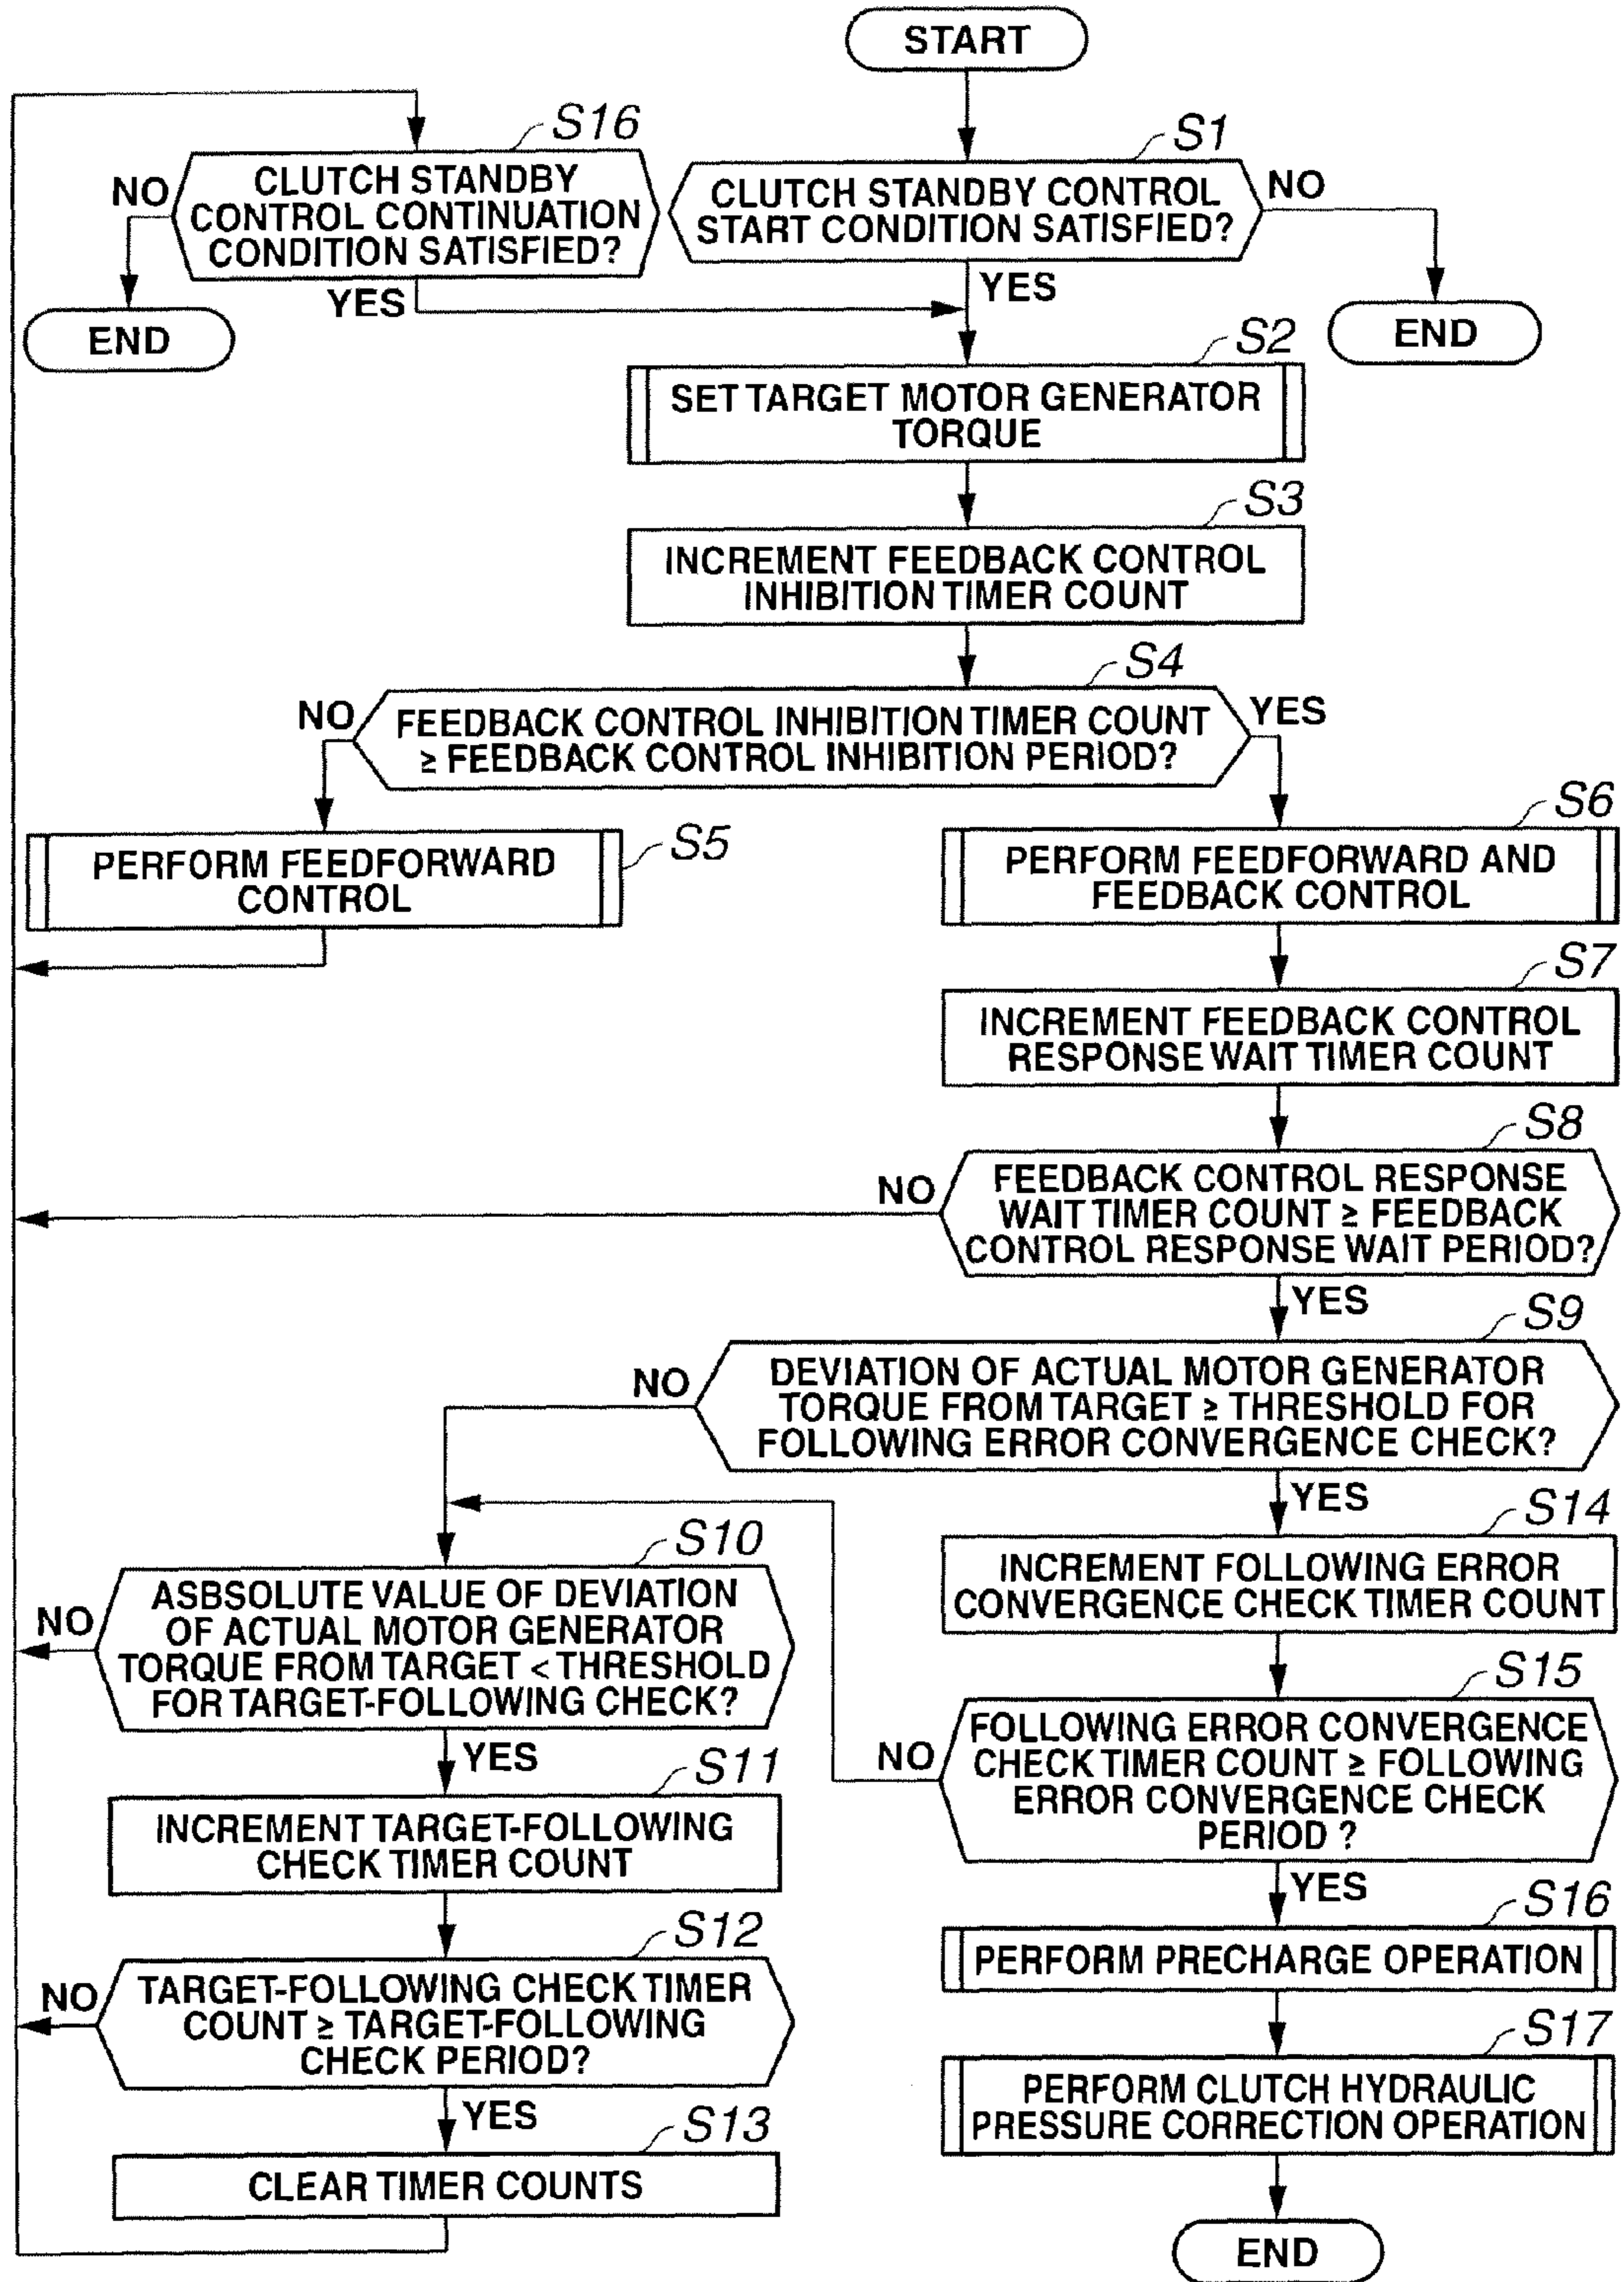 START
S16
CLUTCH STANDBY
CONTROL CONTINUATION
CONDITION SATISFIED?
NO
YES
END
S1
CLUTCH STANDBY CONTROL
START CONDITION SATISFIED?
NO
YES
END
S2
SET TARGET MOTOR GENERATOR
TORQUE
S3
INCREMENT FEEDBACK CONTROL
INHIBITION TIMER COUNT
S4
FEEDBACK CONTROL INHIBITION TIMER COUNT
≥ FEEDBACK CONTROL INHIBITION PERIOD?
NO
YES
S5
PERFORM FEEDFORWARD
CONTROL
S6
PERFORM FEEDFORWARD AND
FEEDBACK CONTROL
S7
INCREMENT FEEDBACK CONTROL
RESPONSE WAIT TIMER COUNT
S8
FEEDBACK CONTROL RESPONSE
WAIT TIMER COUNT ≥ FEEDBACK
CONTROL RESPONSE WAIT PERIOD?
NO
YES
S9
DEVIATION OF ACTUAL MOTOR GENERATOR
TORQUE FROM TARGET ≥ THRESHOLD FOR
FOLLOWING ERROR CONVERGENCE CHECK?
NO
YES
S10
ASBSOLUTE VALUE OF DEVIATION
OF ACTUAL MOTOR GENERATOR
TORQUE FROM TARGET < THRESHOLD
FOR TARGET-FOLLOWING CHECK?
NO
YES
S11
INCREMENT TARGET-FOLLOWING
CHECK TIMER COUNT
S12
TARGET-FOLLOWING CHECK TIMER
COUNT ≥ TARGET-FOLLOWING
CHECK PERIOD?
NO
YES
S13
CLEAR TIMER COUNTS
S14
INCREMENT FOLLOWING ERROR
CONVERGENCE CHECK TIMER COUNT
S15
FOLLOWING ERROR CONVERGENCE
CHECK TIMER COUNT ≥ FOLLOWING
ERROR CONVERGENCE CHECK
PERIOD ?
NO
YES
S16
PERFORM PRECHARGE OPERATION
S17
PERFORM CLUTCH HYDRAULIC
PRESSURE CORRECTION OPERATION
END